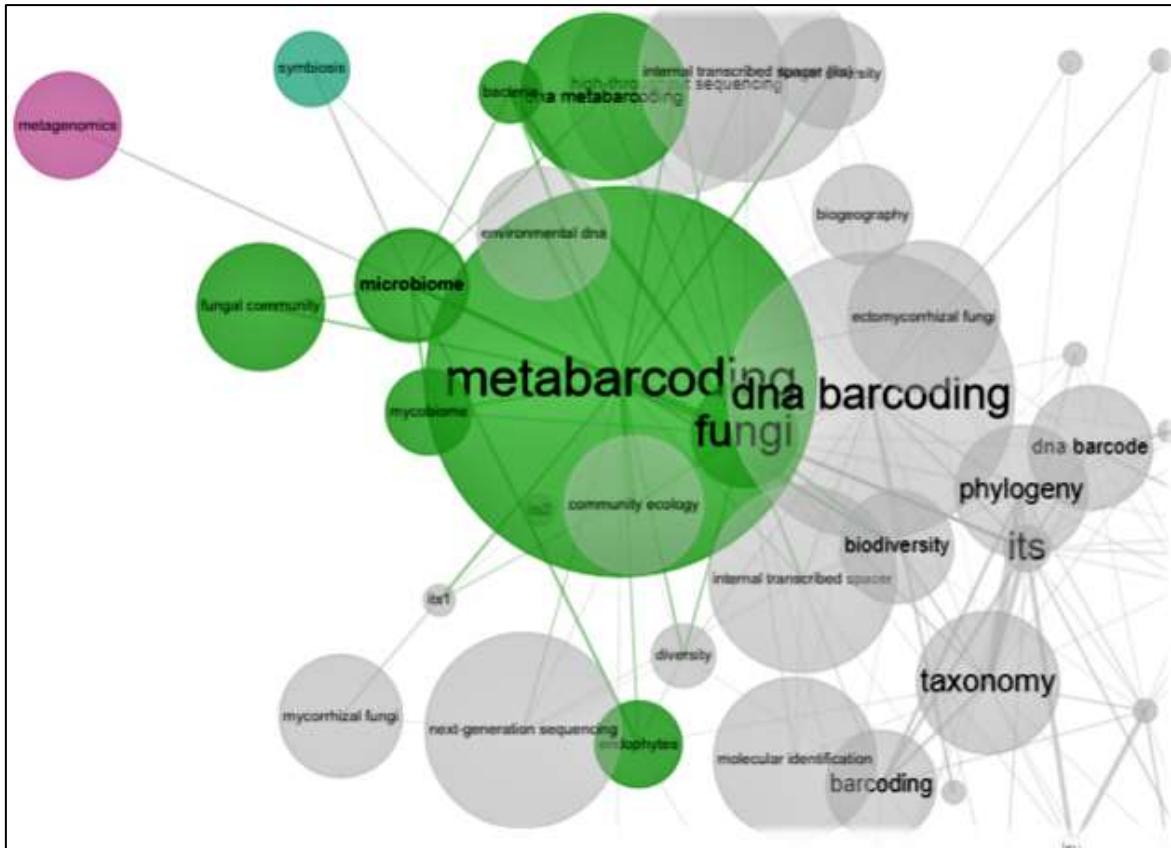 symbiosis
metagenomics
bacteria
dna metabarcoding
internal transcribed spacer (its)
sequencing
biogeography
environmental dna
microbiome
fungal community
ectomycorrhizal fungi
metabarcoding
dna barcoding
mycobiome
fungi
dna barcode
phylogeny
community ecology
its2
biodiversity
its
internal transcribed spacer
its1
diversity
taxonomy
mycorrhizal fungi
next-generation sequencing
endophytes
molecular identification
barcoding